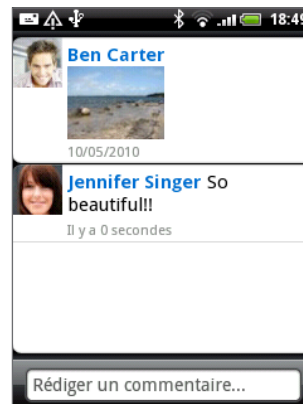 18:49
Ben Carter
10/05/2010
Jennifer Singer So
beautiful!!
Il y a 0 secondes
Rédiger un commentaire...